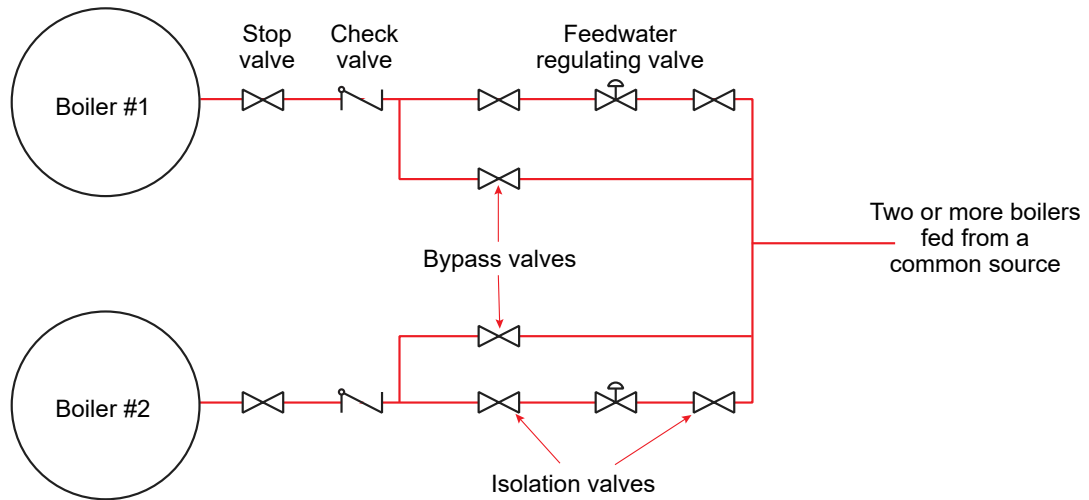 Stop
valve
Check
valve
Feedwater
regulating valve
Boiler #1
Two or more boilers
fed from a
common source
Bypass valves
Boiler #2
Isolation valves